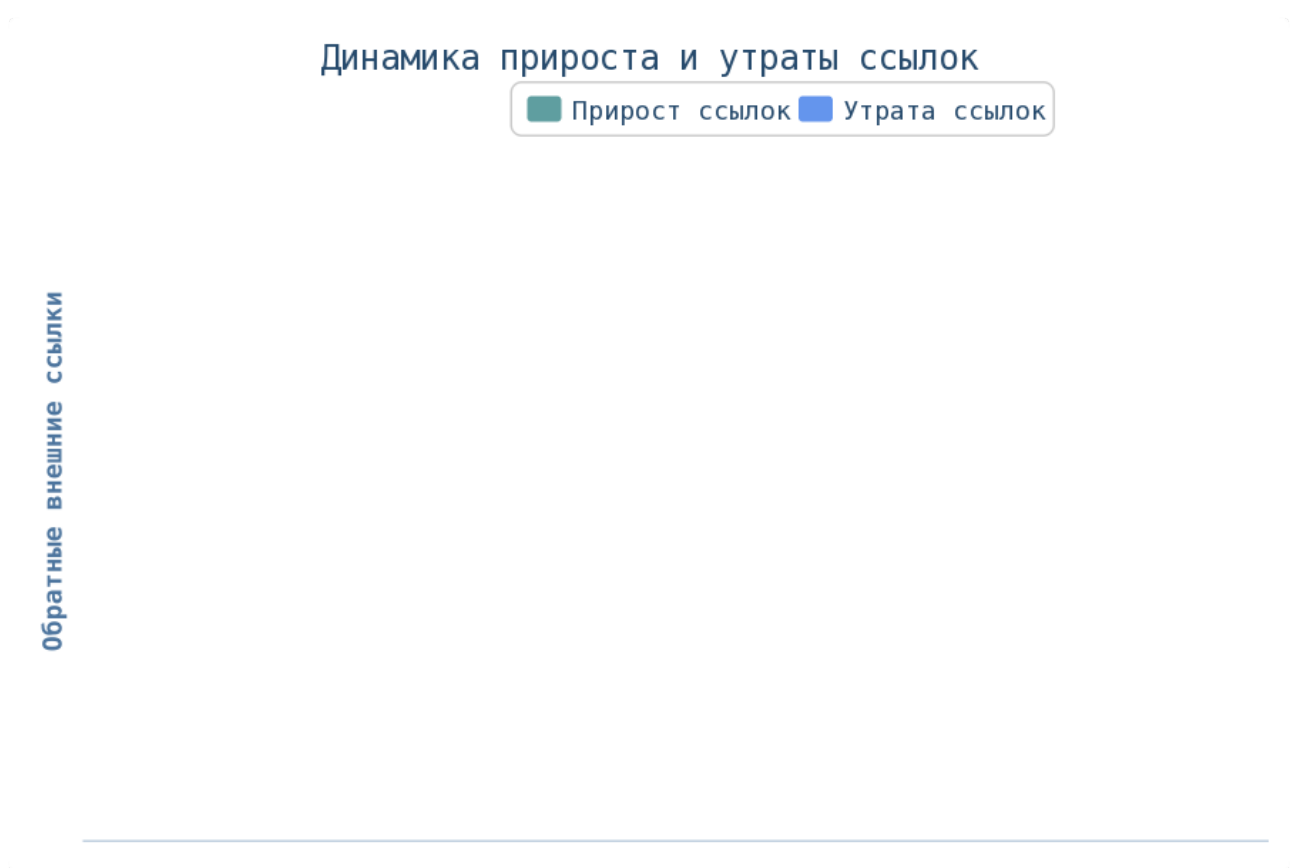 Динамика прироста и утраты ссылок
Прирост ссылок Утрата ссылок
Обратные внешние ссылки